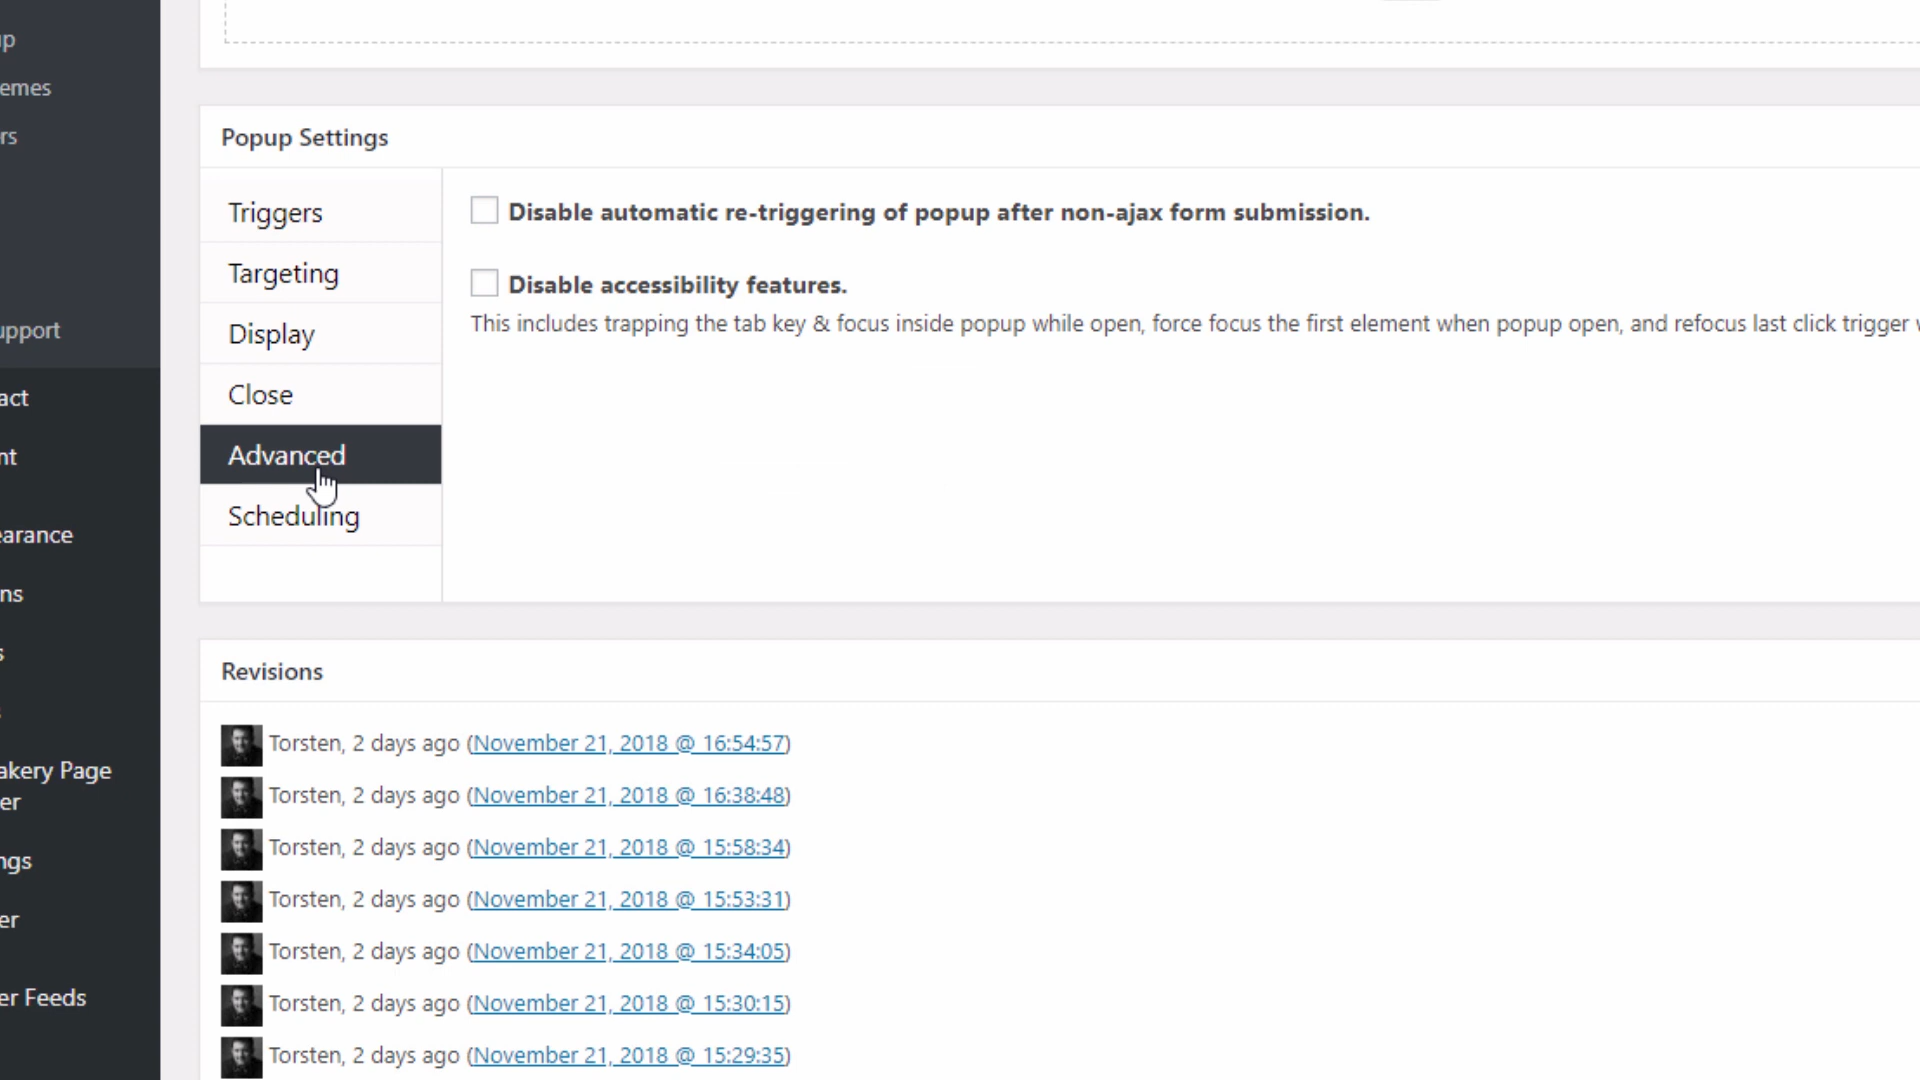 up
emes
rs
upport
act
nt
earance
ns
s
akery Page
er
ngs
er
er Feeds
Popup Settings
Triggers
Targeting
Display
Close
Advanced
Scheduling
Disable automatic re-triggering of popup after non-ajax form submission.
Disable accessibility features.
This includes trapping the tab key & focus inside popup while open, force focus the first element when popup open, and refocus last click trigger
Revisions
Torsten, 2 days ago (November 21, 2018 @ 16:54:57)
Torsten, 2 days ago (November 21, 2018 @ 16:38:48)
Torsten, 2 days ago (November 21, 2018 @ 15:58:34)
Torsten, 2 days ago (November 21, 2018 @ 15:53:31)
Torsten, 2 days ago (November 21, 2018 @ 15:34:05)
Torsten, 2 days ago (November 21, 2018 @ 15:30:15)
Torsten, 2 days ago (November 21, 2018 @ 15:29:35)